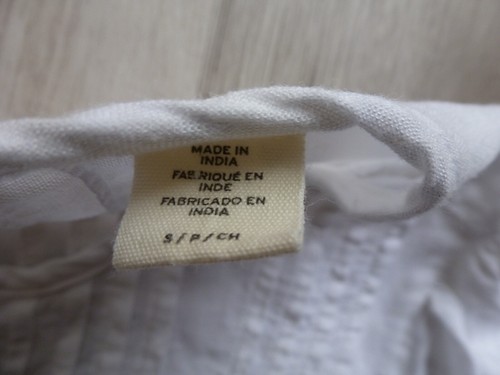 MADE IN
INDIA
FABRIQUÉ EN
INDE
FABRICADO EN
INDIA
S/P/CH